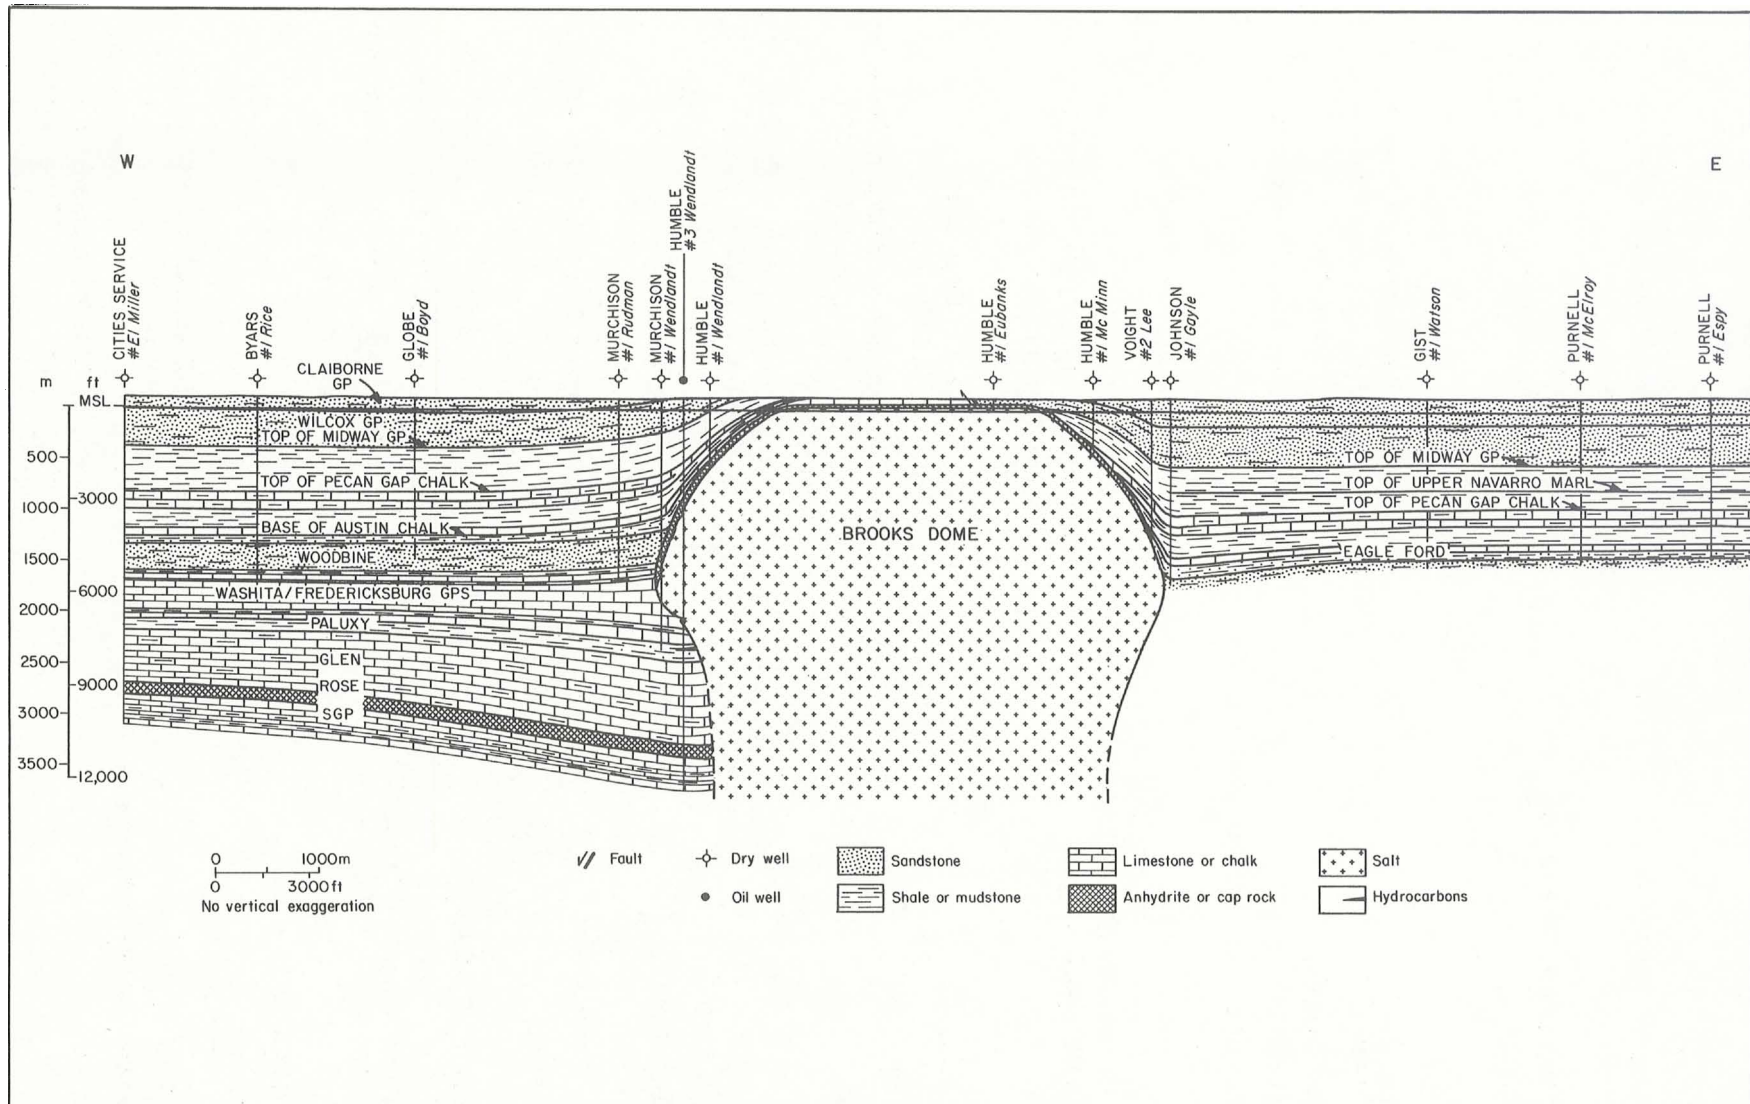 W
E
CITIES SERVICE
#E1 Miller
BYARS
#1 Rice
GLOBE
#1 Boyd
MURCHISON
#1 Rudman
MURCHISON
#1 Wendlandt
HUMBLE
#3 Wendlandt
HUMBLE
#1 Wendlandt
HUMBLE
#1 Eubanks
HUMBLE
#1 Mc Minn
VOIGHT
#2 Lee
JOHNSON
#1 Gayle
GIST
#1 Watson
PURNELL
#1 McElroy
PURNELL
#1 Espy
m
ft
MSL
500
1000
1500
2000
2500
3000
3500
3000
6000
9000
12,000
CLAIBORNE
GP
WILCOX GP
TOP OF MIDWAY GP
TOP OF PECAN GAP CHALK
BASE OF AUSTIN CHALK
WOODBINE
WASHITA/FREDERICKSBURG GPS
PALUXY
GLEN
ROSE
SGP
BROOKS DOME
TOP OF MIDWAY GP
TOP OF UPPER NAVARRO MARL
TOP OF PECAN GAP CHALK
EAGLE FORD
0 1000m
0 3000ft
No vertical exaggeration
Fault
Dry well
Oil well
Sandstone
Shale or mudstone
Limestone or chalk
Anhydrite or cap rock
Salt
Hydrocarbons